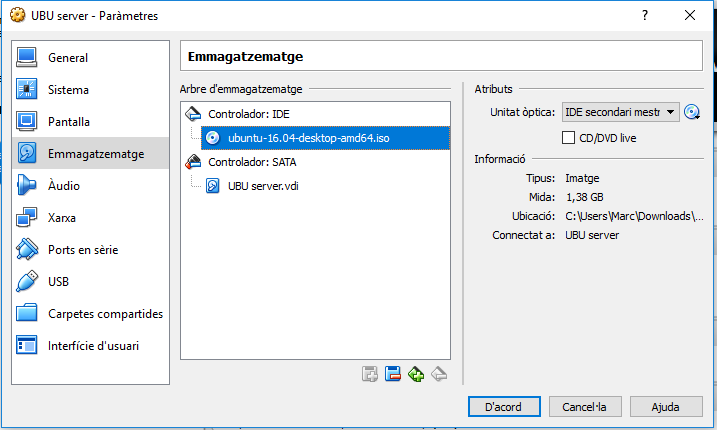 UBU server - Paràmetres
?
General
Sistema
Pantalla
Emmagatzematge
Àudio
Xarxa
Ports en sèrie
USB
Carpetes compartides
Interfície d'usuari
Emmagatzematge
Arbre d'emmagatzematge
Controlador: IDE
ubuntu-16.04-desktop-amd64.iso
Controlador: SATA
UBU server.vdi
Atributs
Unitat òptica: IDE secondari mestr
CD/DVD live
Informació
Tipus: Imatge
Mida: 1,38 GB
Ubicació: C:\Users\Marc\Downloads\...
Connectat a: UBU server
D'acord Cancel·la Ajuda